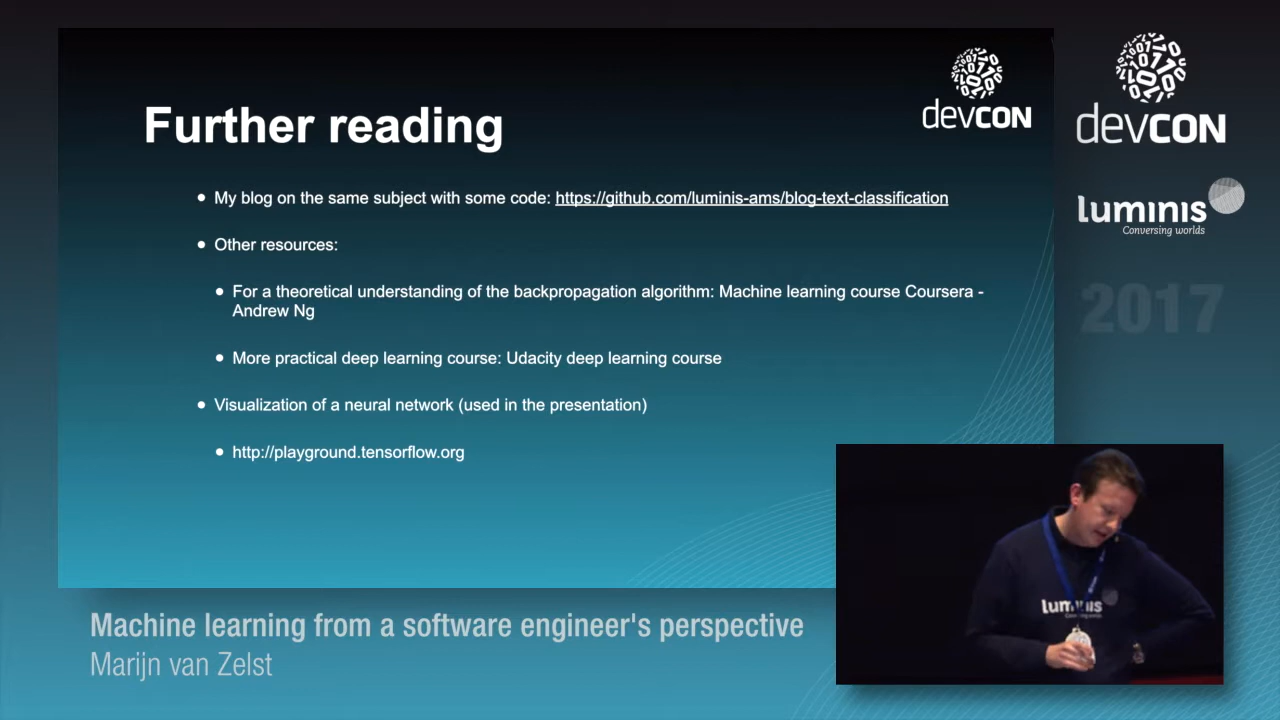 Further reading
devcon
devcon
My blog on the same subject with some code: https://github.com/luminis-ams/blog-text-classification
luminis
Conversing worlds
Other resources:
For a theoretical understanding of the backpropagation algorithm: Machine learning course Coursera -
Andrew Ng
2017
More practical deep learning course: Udacity deep learning course
Visualization of a neural network (used in the presentation)
http://playground.tensorflow.org
luminis
Machine learning from a software engineer's perspective
Marijn van Zelst